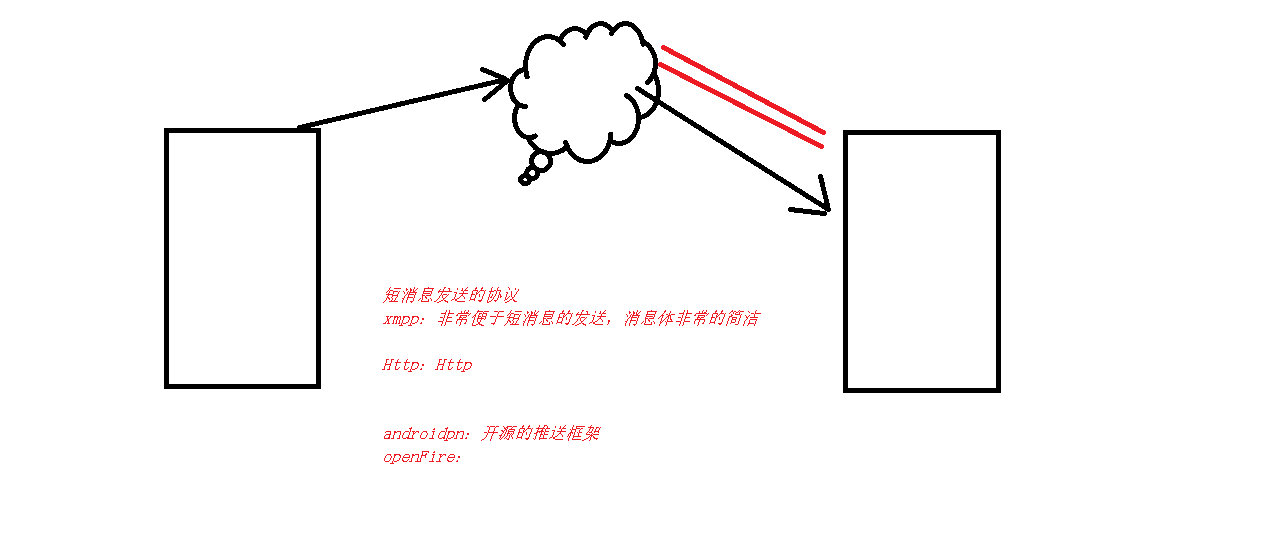 短消息发送的协议
xmpp: 非常便于短消息的发送，消息体非常的简洁
Http: Http
androidpn: 开源的推送框架
openFire: